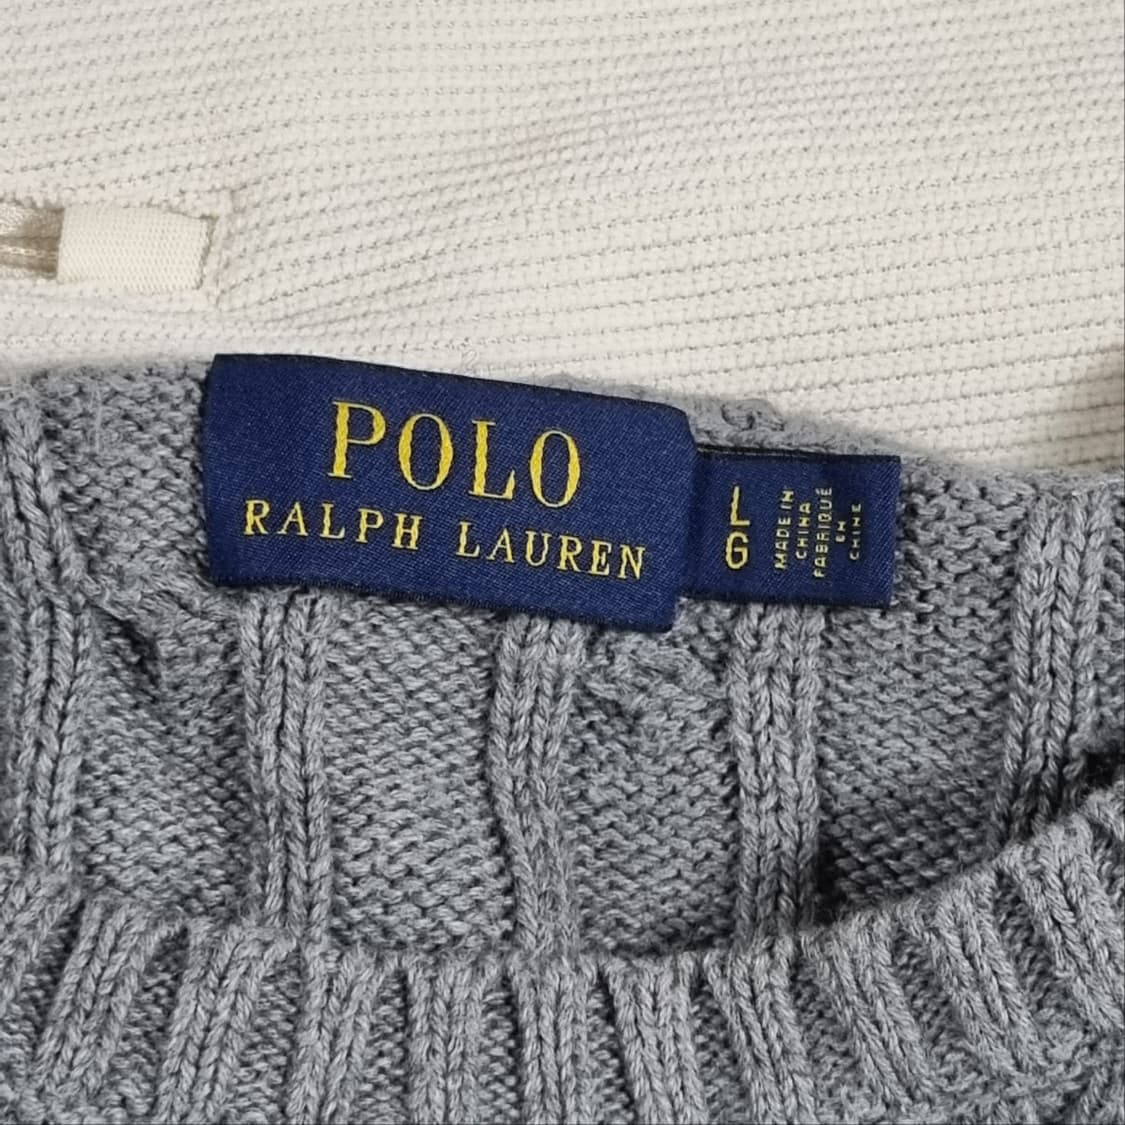 POLO
RALPH LAUREN
L
G
MADE IN
CHINA
FABRIQUÉ
EN
CHINE